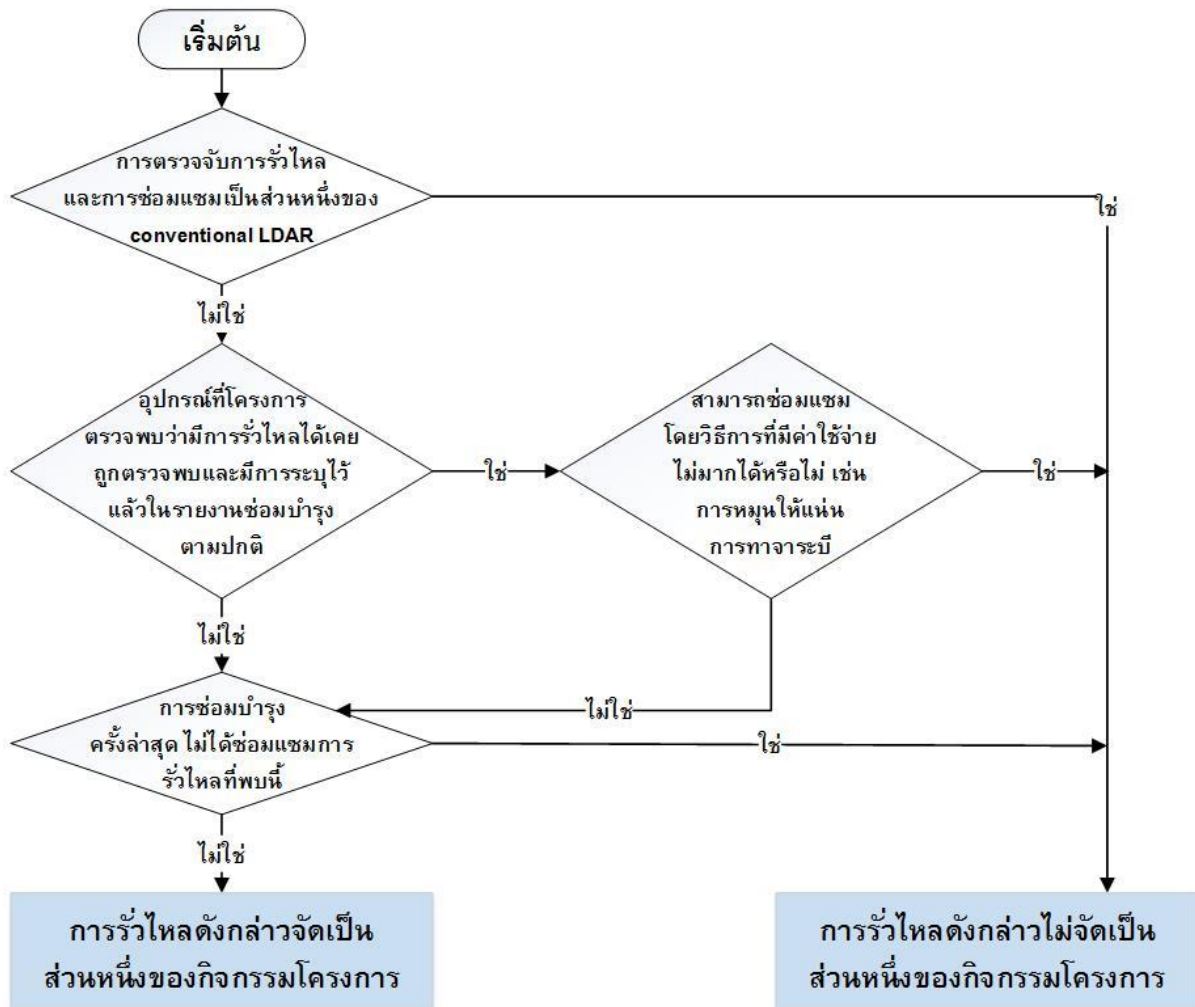 เริ่มต้น
การตรวจจับการรั่วไหล
และการซ่อมแซมเป็นส่วนหนึ่งของ
conventional LDAR
ใช่
ไม่ใช่
อุปกรณ์ที่โครงการ
ตรวจพบว่ามีการรั่วไหลได้เคย
ถูกตรวจพบและมีการระบุไว้
แล้วในรายงานซ่อมบำรุง
ตามปกติ
ใช่
สามารถซ่อมแซม
โดยวิธีการที่มีค่าใช้จ่าย
ไม่มากได้หรือไม่ เช่น
การหมุนให้แน่น
การทาจาระบี
ใช่
ไม่ใช่
ไม่ใช่
การซ่อมบำรุง
ครั้งล่าสุด ไม่ได้ซ่อมแซมการ
รั่วไหลที่พบนี้
ใช่
ไม่ใช่
การรั่วไหลดังกล่าวจัดเป็น
ส่วนหนึ่งของกิจกรรมโครงการ
การรั่วไหลดังกล่าวไม่จัดเป็น
ส่วนหนึ่งของกิจกรรมโครงการ